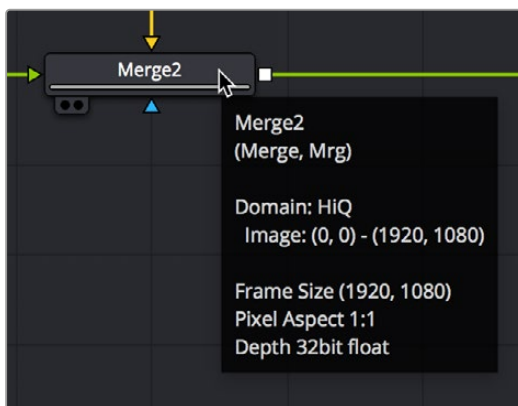 Merge2
Merge2
(Merge, Mrg)
Domain: HiQ
Image: (0, 0) - (1920, 1080)
Frame Size (1920, 1080)
Pixel Aspect 1:1
Depth 32bit float